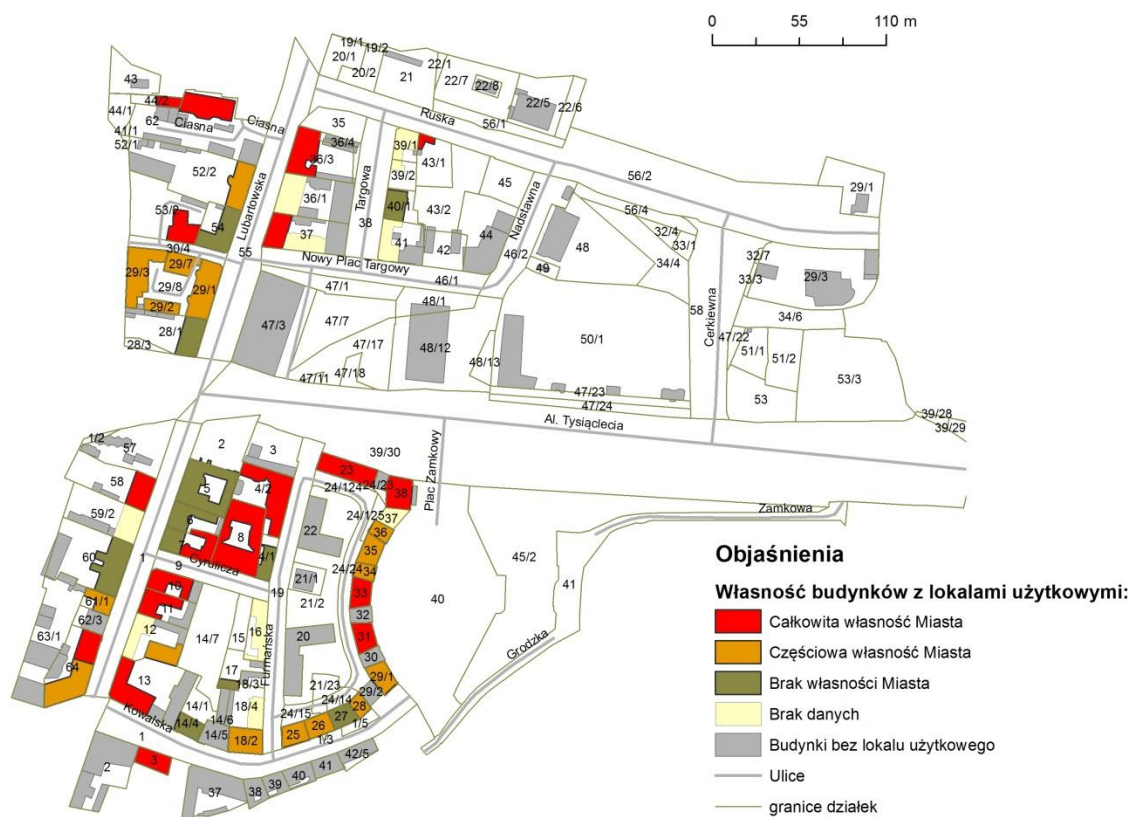 0 55 110 m
19/1 19/2
20/1 22/1
20/2 21 22/7 22/8
43 22/5 22/6
44/2
44/1 62 Ciasna Ciasna
41/1
52/1
35 Ruska 56/1
36/4 39/1
36/3 43/1
52/2 Targowa 39/2 45 56/2
36/1 29/1
53/2 Lubartowska 40/1 43/2 Nadstawna 56/4
54 38 32/4
37 41 42 44 48 33/1
30/4 55 Nowy Plac Targowy 46/2 34/4 32/7
29/3 29/7 46/1 49 33/3 29/3
29/8 29/1 47/1 48/1 58 Cerkiewna
29/2 34/6
28/1 47/3 47/7 47/22
28/3 47/17 48/12 50/1 51/1 51/2
47/11 47/18 48/13 47/23 53 53/3
47/24
Al. Tysiąclecia 39/28
39/29
1/2 57 2 3 39/30
23 Plac Zamkowy
58 4/2 24/124 24/23 38
5 24/125 37 Zamkowa
59/2 6 8 22 36
7 35 45/2
60 1 Cyrulicza 4/1 24/24 34 41
9 19 21/1 33 40
61/1 10 21/2
62/3 11 32
63/1 12 14/7 15 16 20 31 Grodzka
64 17 Furmańska 30
13 18/3 21/23 29/1
14/1 24/14 29/2
14/6 18/4 24/15 28
Kowalska 14/4 14/5 27 1/5
1 18/2 25 26 1/3
2 3 42/5
37 38 39 40 41
Objaśnienia
Własność budynków z lokalami użytkowymi:
Całkowita własność Miasta
Częściowa własność Miasta
Brak własności Miasta
Brak danych
Budynki bez lokalu użytkowego
Ulice
granice działek